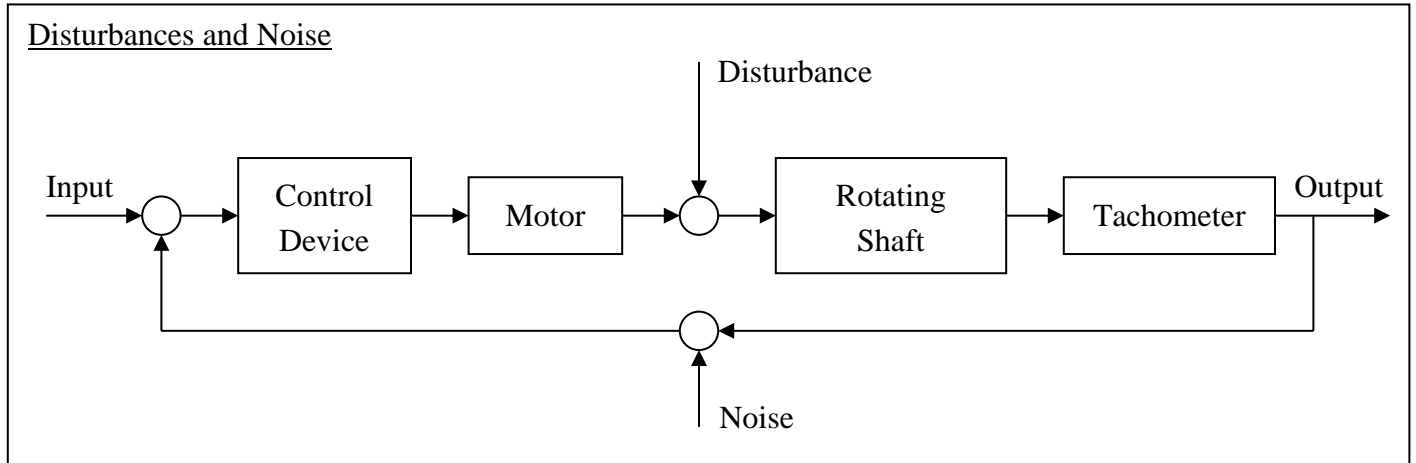 Disturbances and Noise
Disturbance
Input
Control
Device
Motor
Rotating
Shaft
Tachometer
Output
Noise